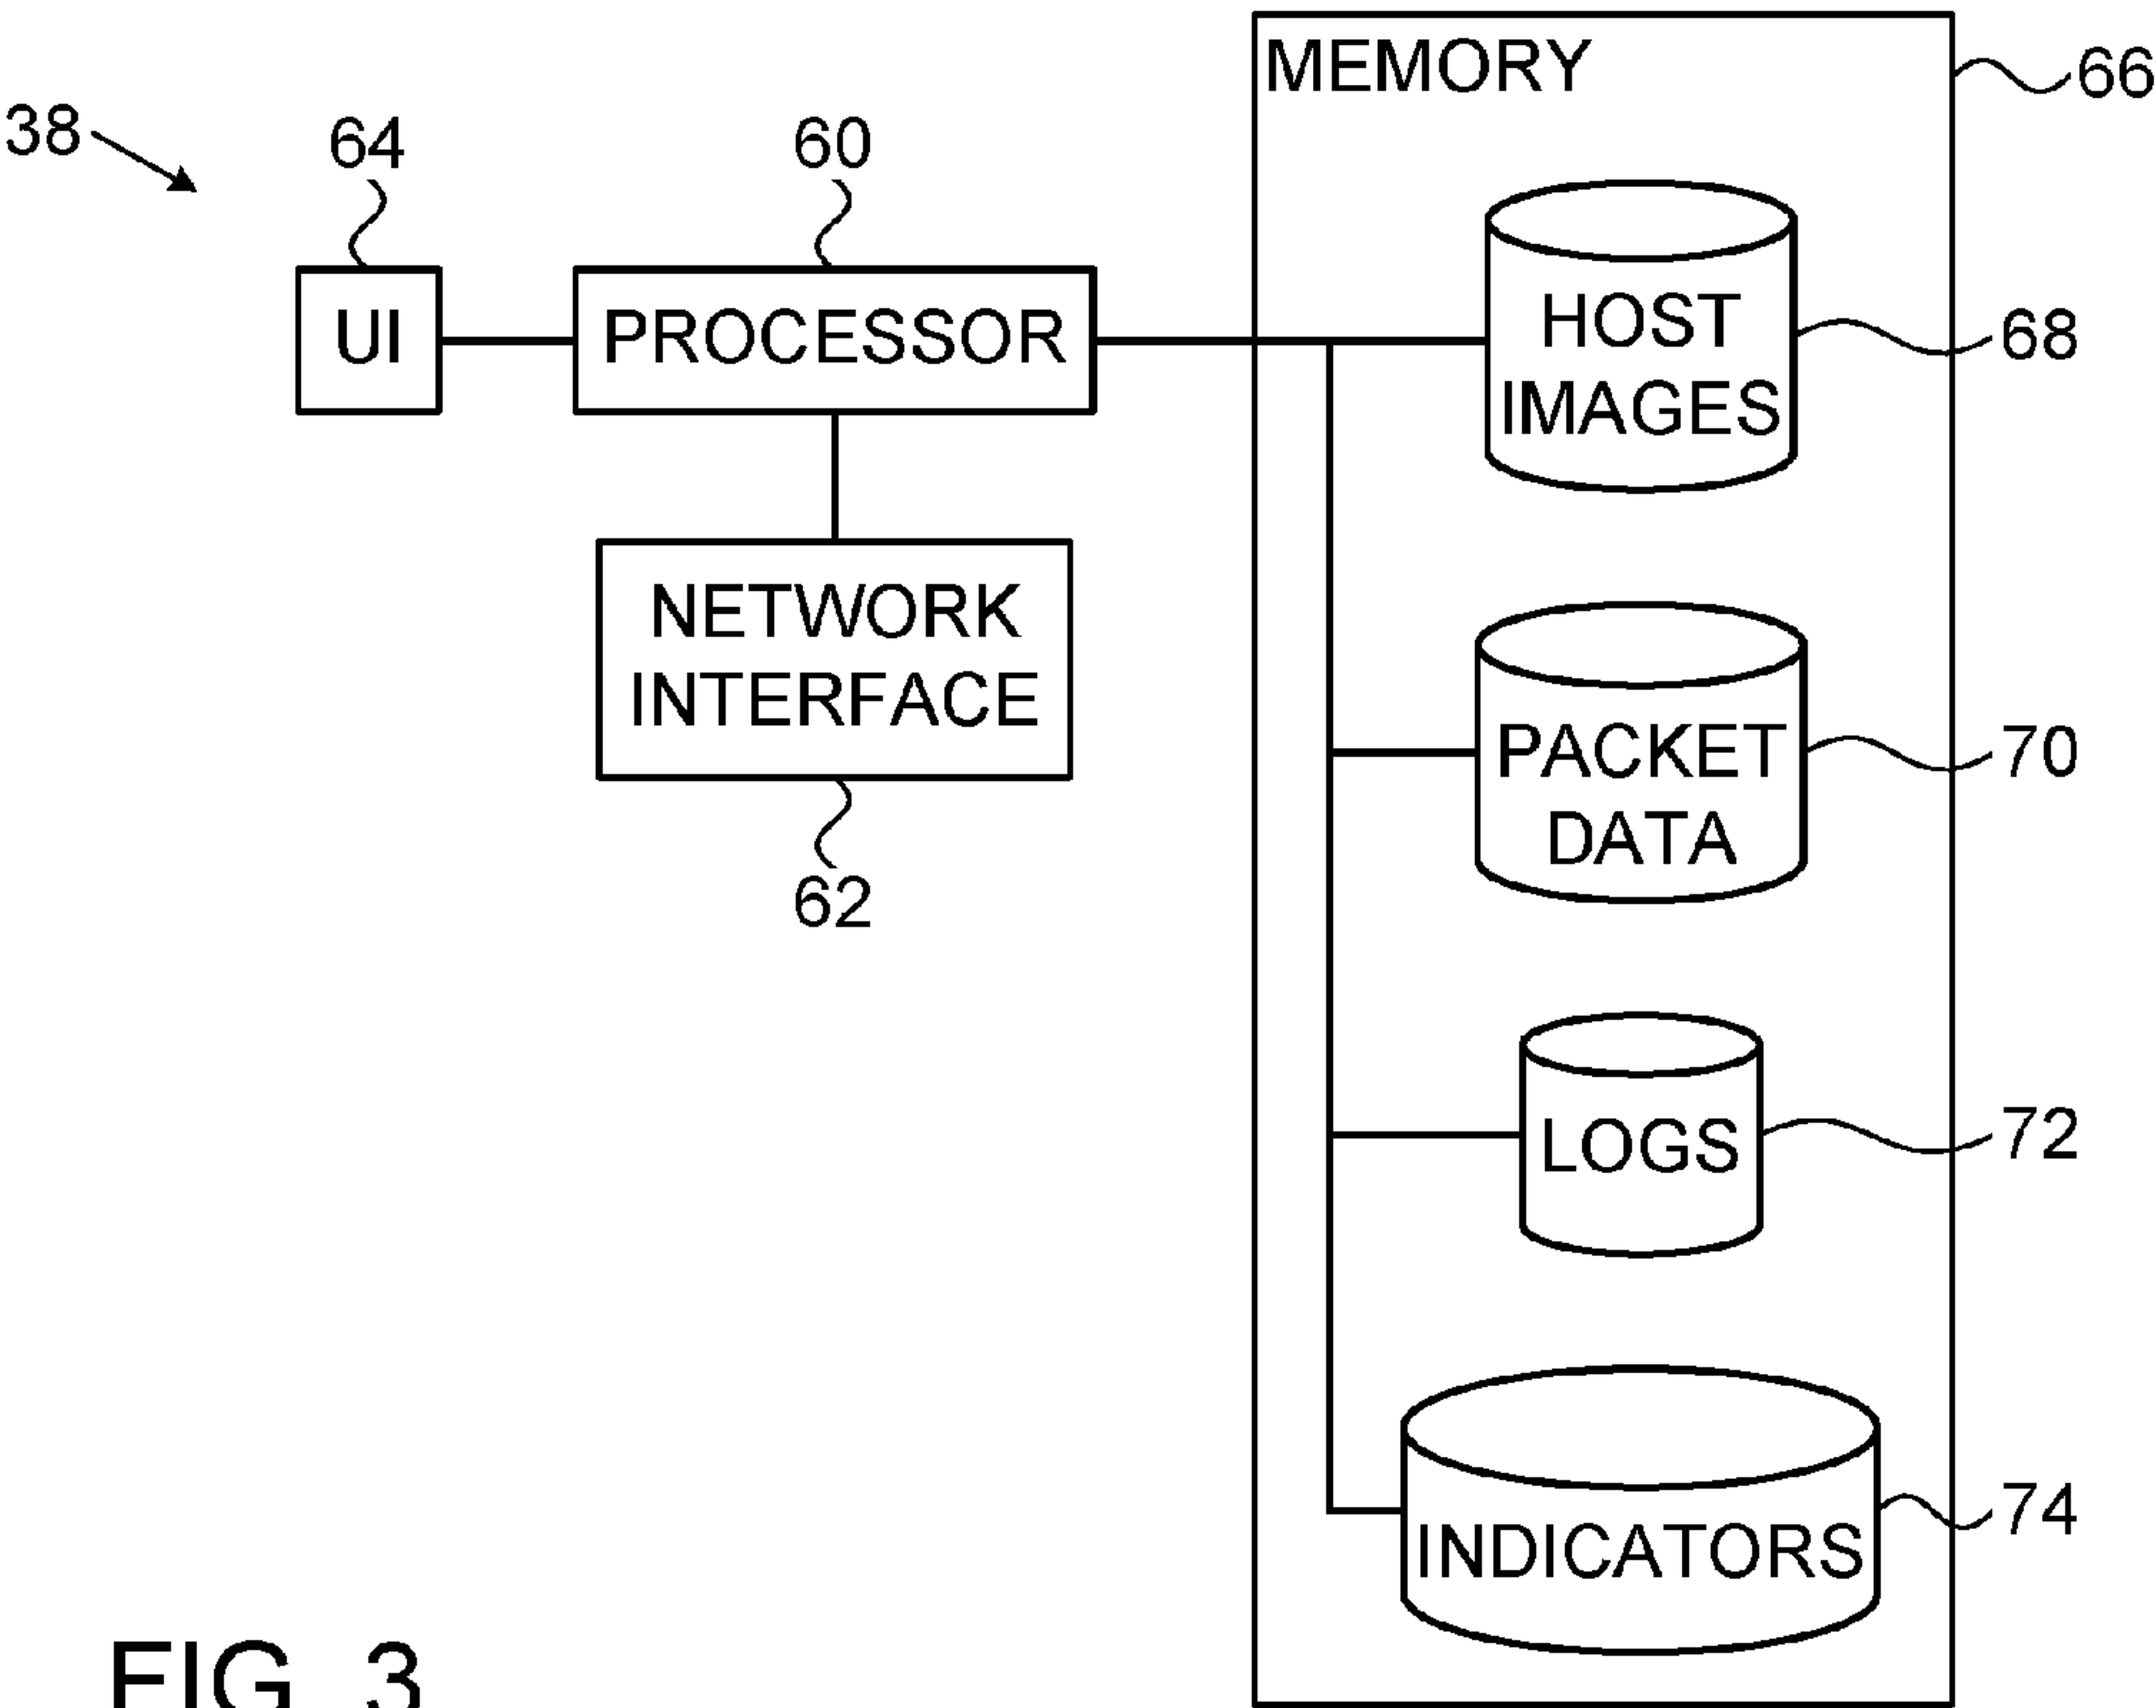 MEMORY
66
38
64
60
HOST
IMAGES
68
UI
PROCESSOR
NETWORK
INTERFACE
62
PACKET
DATA
70
LOGS
72
INDICATORS
74
FIG. 3